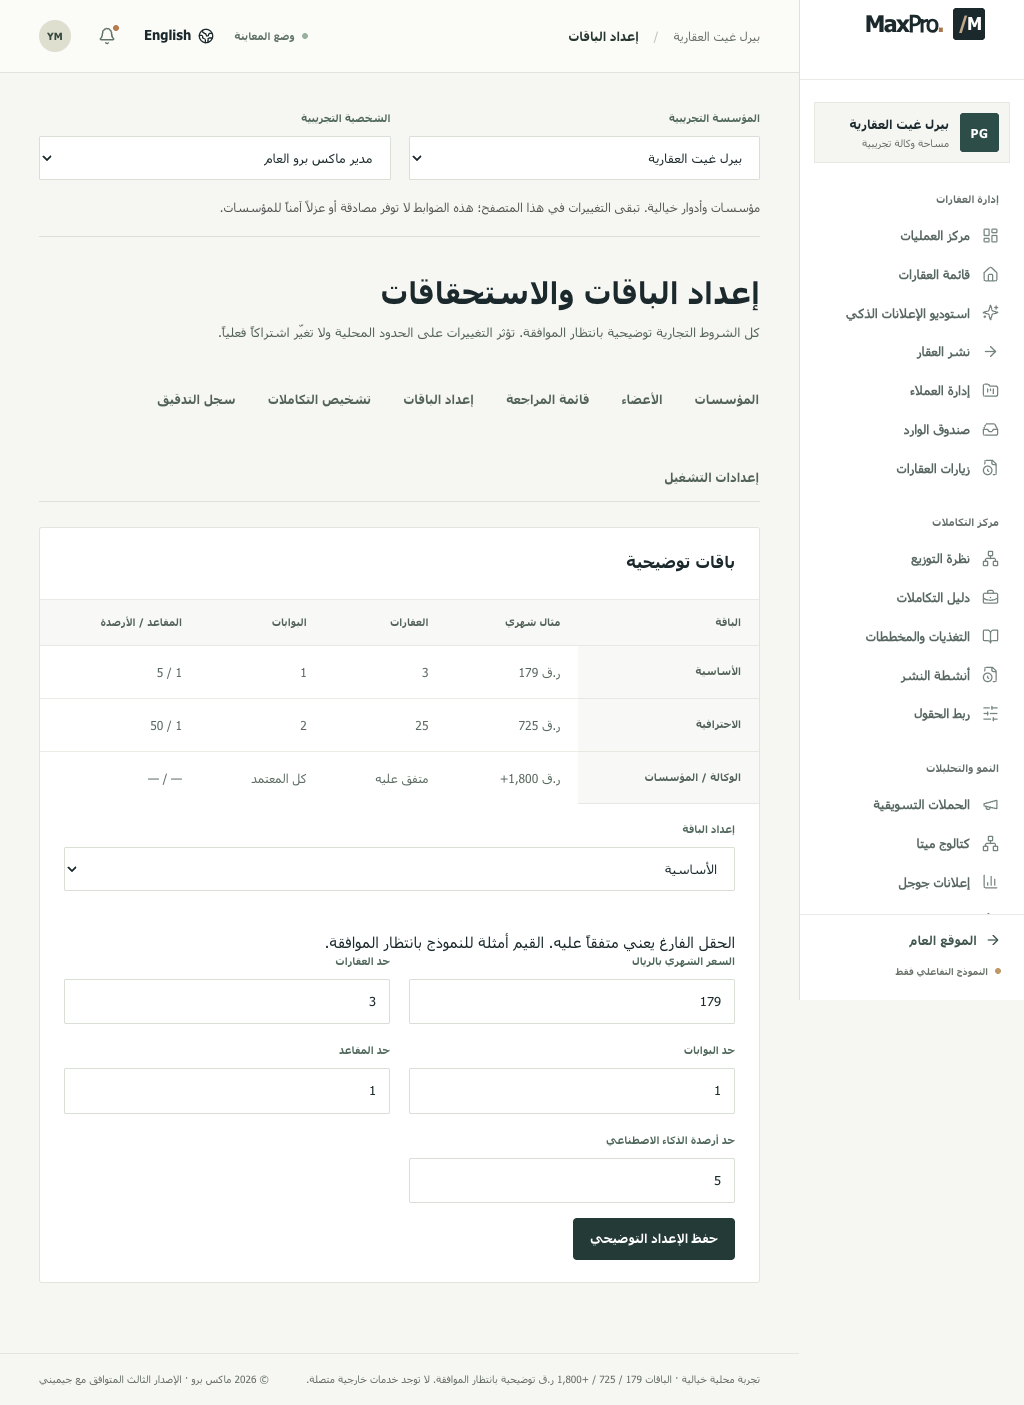 MaxPro.
/M
بيرل غيت العقارية / إعداد الباقات
وضع المعاينة
English
YM
PG
بيرل غيت العقارية
مساحة وكالة تجريبية
إدارة العقارات
مركز العمليات
قائمة العقارات
استوديو الإعلانات الذكي
نشر العقار
إدارة العملاء
صندوق الوارد
زيارات العقارات
مركز التكاملات
نظرة التوزيع
دليل التكاملات
التغذيات والمخططات
أنشطة النشر
ربط الحقول
النمو والتحليلات
الحملات التسويقية
كتالوج ميتا
إعلانات جوجل
الموقع العام
النموذج التفاعلي فقط
المؤسسة التجريبية
بيرل غيت العقارية
الشخصية التجريبية
مدير ماكس برو العام
مؤسسات وأدوار خيالية. تبقى التغييرات في هذا المتصفح؛ هذه الضوابط لا توفر مصادقة أو عزلاً آمناً للمؤسسات.
إعداد الباقات والاستحقاقات
كل الشروط التجارية توضيحية بانتظار الموافقة. تؤثر التغييرات على الحدود المحلية ولا تغيّر اشتراكاً فعلياً.
المؤسسات الأعضاء قائمة المراجعة إعداد الباقات تشخيص التكاملات سجل التدقيق
إعدادات التشغيل
باقات توضيحية
الباقة مثال شهري العقارات البوابات المقاعد / الأرصدة
الأساسية ر.ق 179 3 1 1 / 5
الاحترافية ر.ق 725 25 2 1 / 50
الوكالة / المؤسسات ر.ق 1,800+ متفق عليه كل المعتمد — / —
إعداد الباقة
الأساسية
الحقل الفارغ يعني متفقاً عليه. القيم أمثلة للنموذج بانتظار الموافقة.
السعر الشهري بالريال
179
حد العقارات
3
حد البوابات
1
حد المقاعد
1
حد أرصدة الذكاء الاصطناعي
5
حفظ الإعداد التوضيحي
تجربة محلية خيالية · الباقات 179 / 725 / 1,800+ ر.ق توضيحية بانتظار الموافقة. لا توجد خدمات خارجية متصلة.
© 2026 ماكس برو · الإصدار الثالث المتوافق مع جيميني